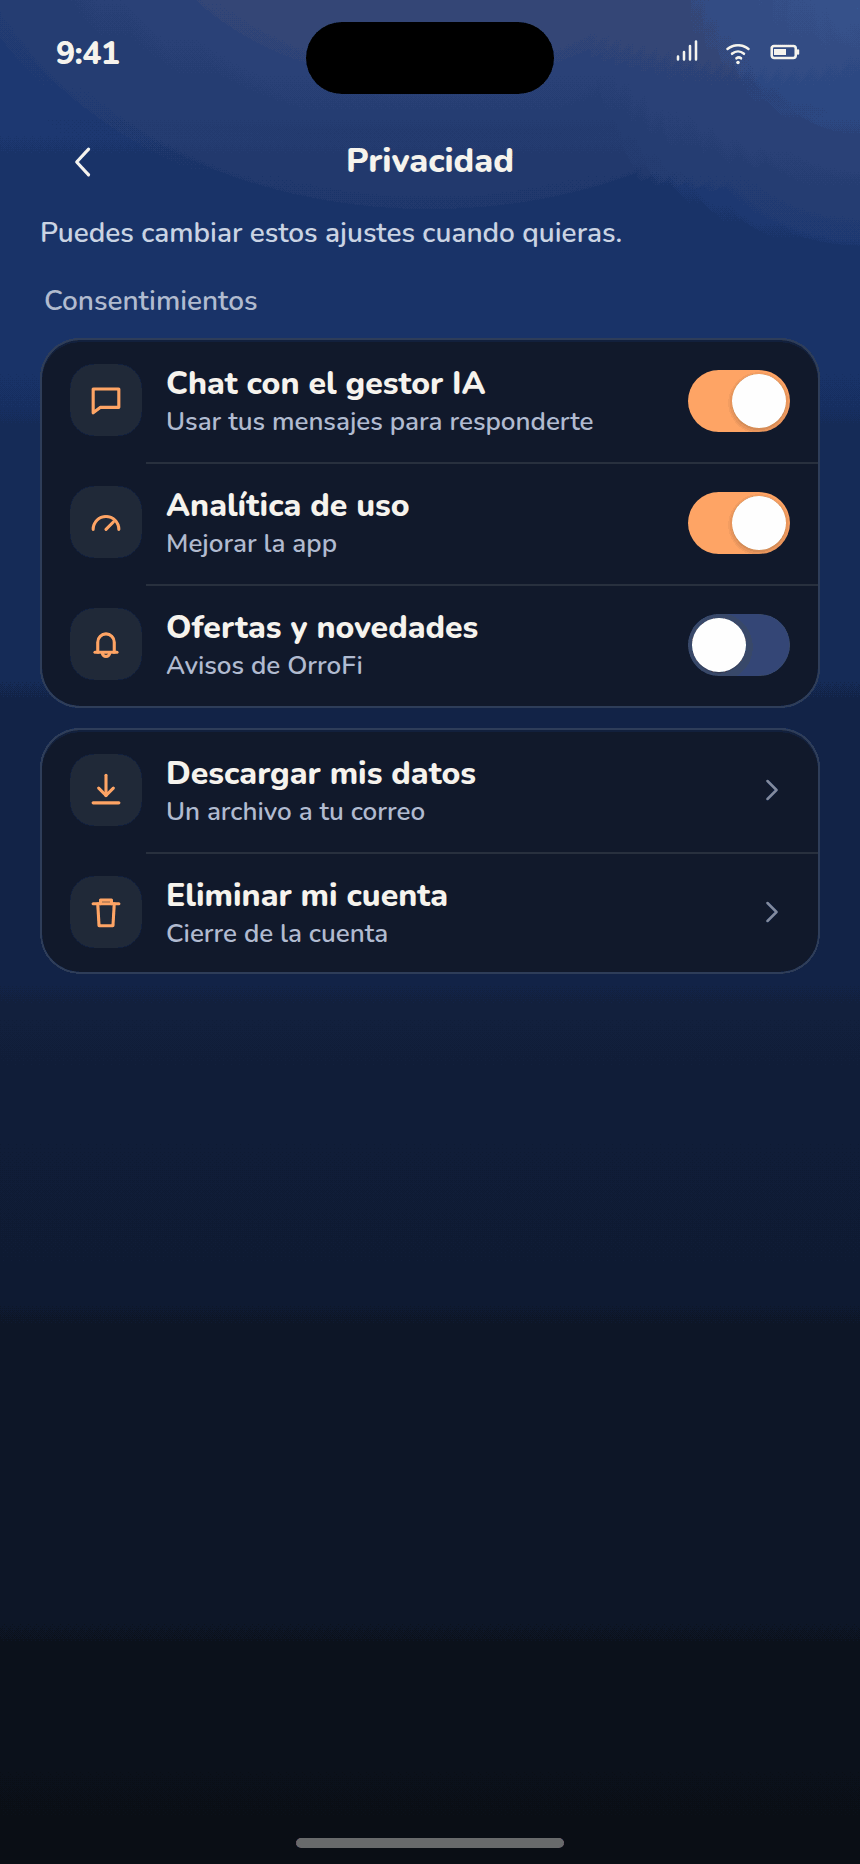 9:41
Privacidad
Puedes cambiar estos ajustes cuando quieras.
Consentimientos
Chat con el gestor IA
Usar tus mensajes para responderte
Analítica de uso
Mejorar la app
Ofertas y novedades
Avisos de OrroFi
Descargar mis datos
Un archivo a tu correo
Eliminar mi cuenta
Cierre de la cuenta